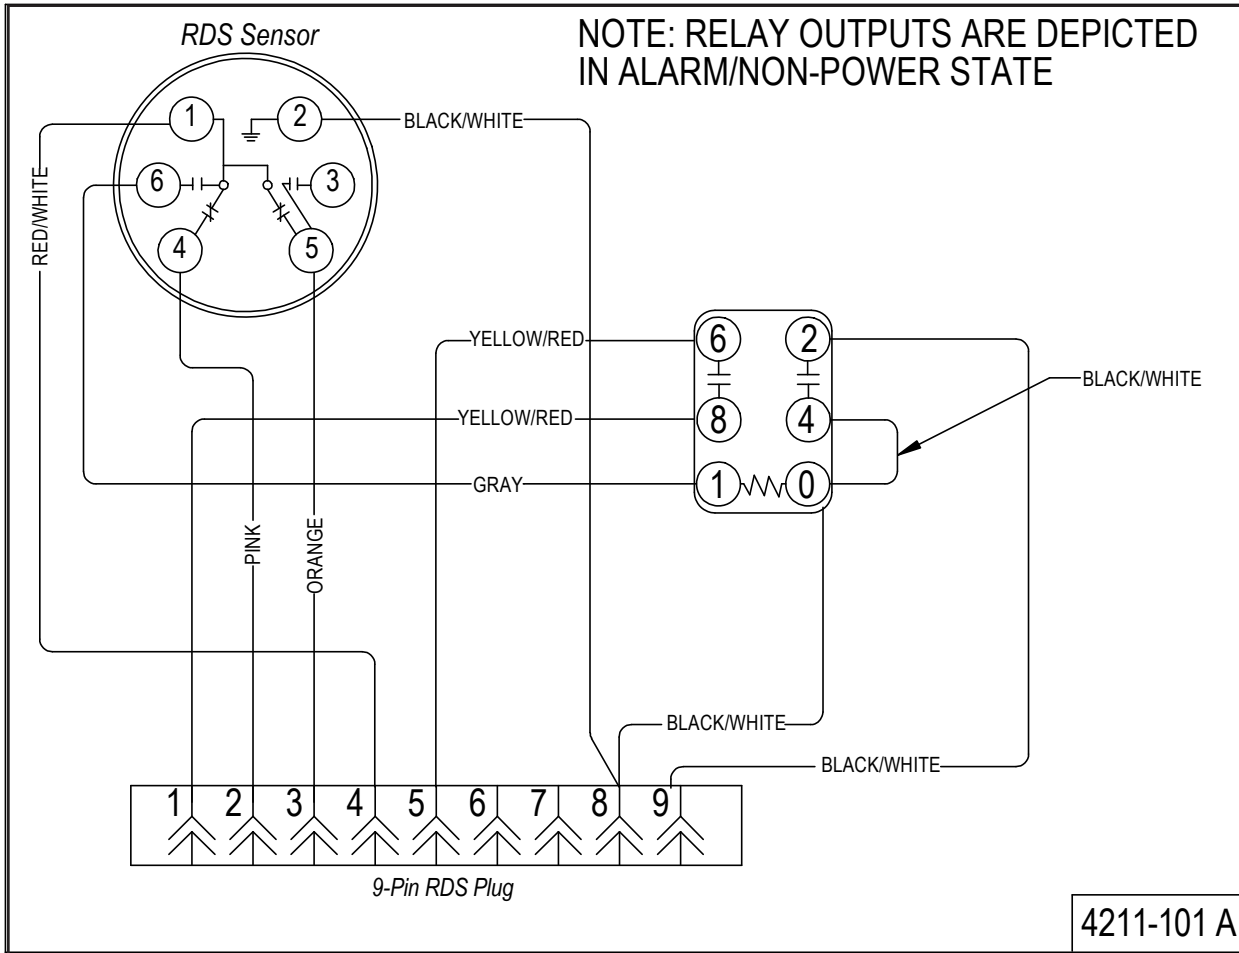 RDS Sensor
NOTE: RELAY OUTPUTS ARE DEPICTED
IN ALARM/NON-POWER STATE
1
2
BLACK/WHITE
RED/WHITE
6
3
4
5
YELLOW/RED
6
2
BLACK/WHITE
YELLOW/RED
8
4
GRAY
1
0
PINK
ORANGE
BLACK/WHITE
BLACK/WHITE
1 2 3 4 5 6 7 8 9
9-Pin RDS Plug
4211-101 A